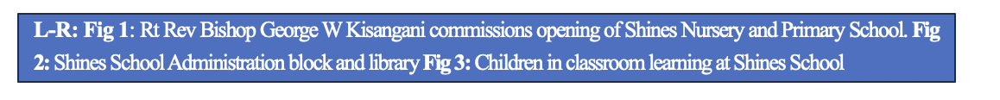 L-R: Fig 1: Rt Rev Bishop George W Kisangani commissions opening of Shines Nursery and Primary School. Fig
2: Shines School Administration block and library Fig 3: Children in classroom learning at Shines School